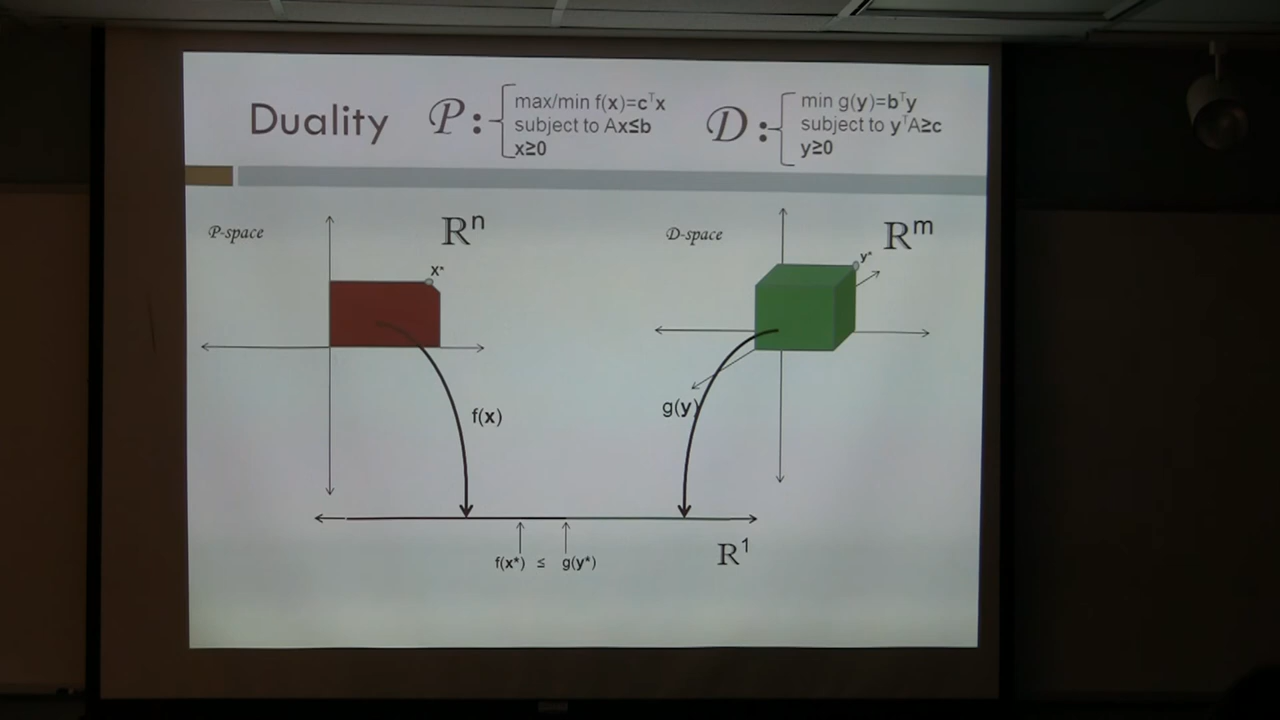 Duality
P:
max/min f(x)=cᵀx
subject to Ax≤b
x≥0
D:
min g(y)=bᵀy
subject to yᵀA≥c
y≥0
P-space
Rⁿ
x*
f(x)
D-space
Rᵐ
y*
g(y)
f(x*) ≤ g(y*)
R¹